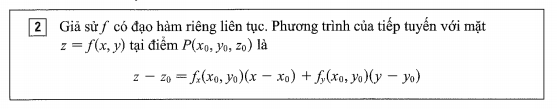 2 Giả sử f có đạo hàm riêng liên tục. Phương trình của tiếp tuyến với mặt
z = f(x, y) tại điểm P(x₀, y₀, z₀) là
z − z₀ = fₓ(x₀, y₀)(x − x₀) + f_y(x₀, y₀)(y − y₀)